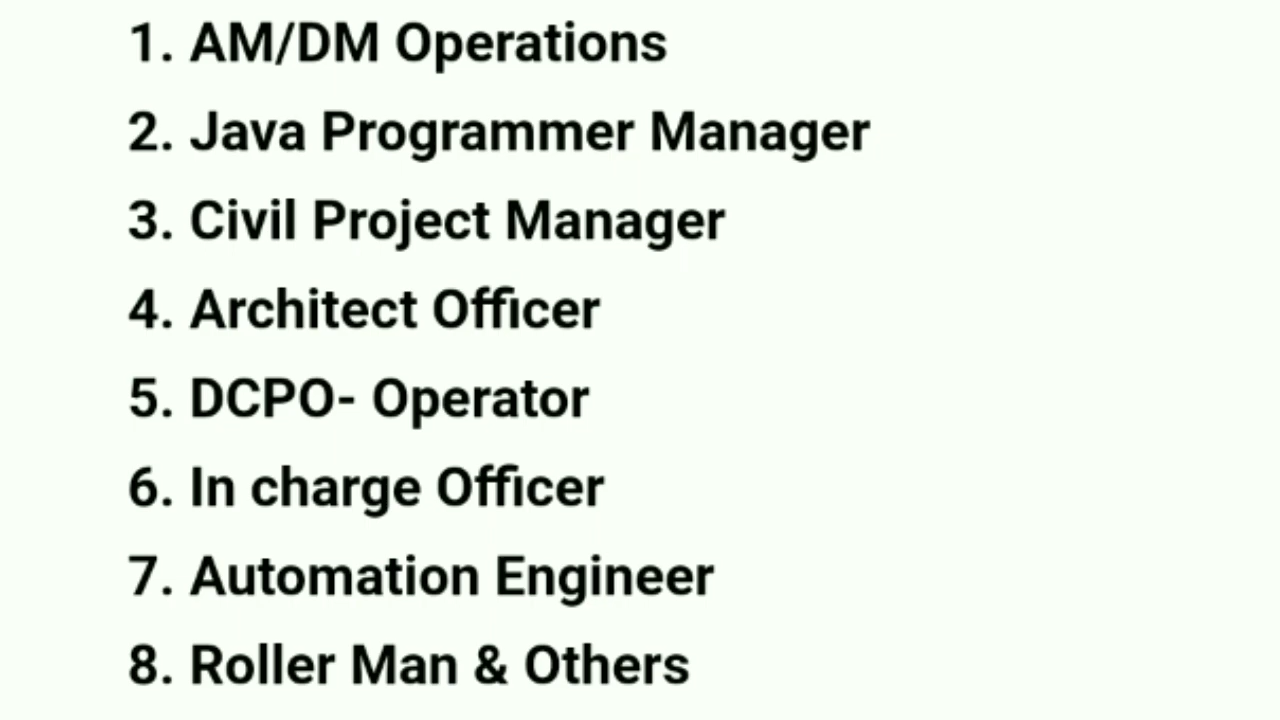 1. AM/DM Operations
2. Java Programmer Manager
3. Civil Project Manager
4. Architect Officer
5. DCPO- Operator
6. In charge Officer
7. Automation Engineer
8. Roller Man & Others